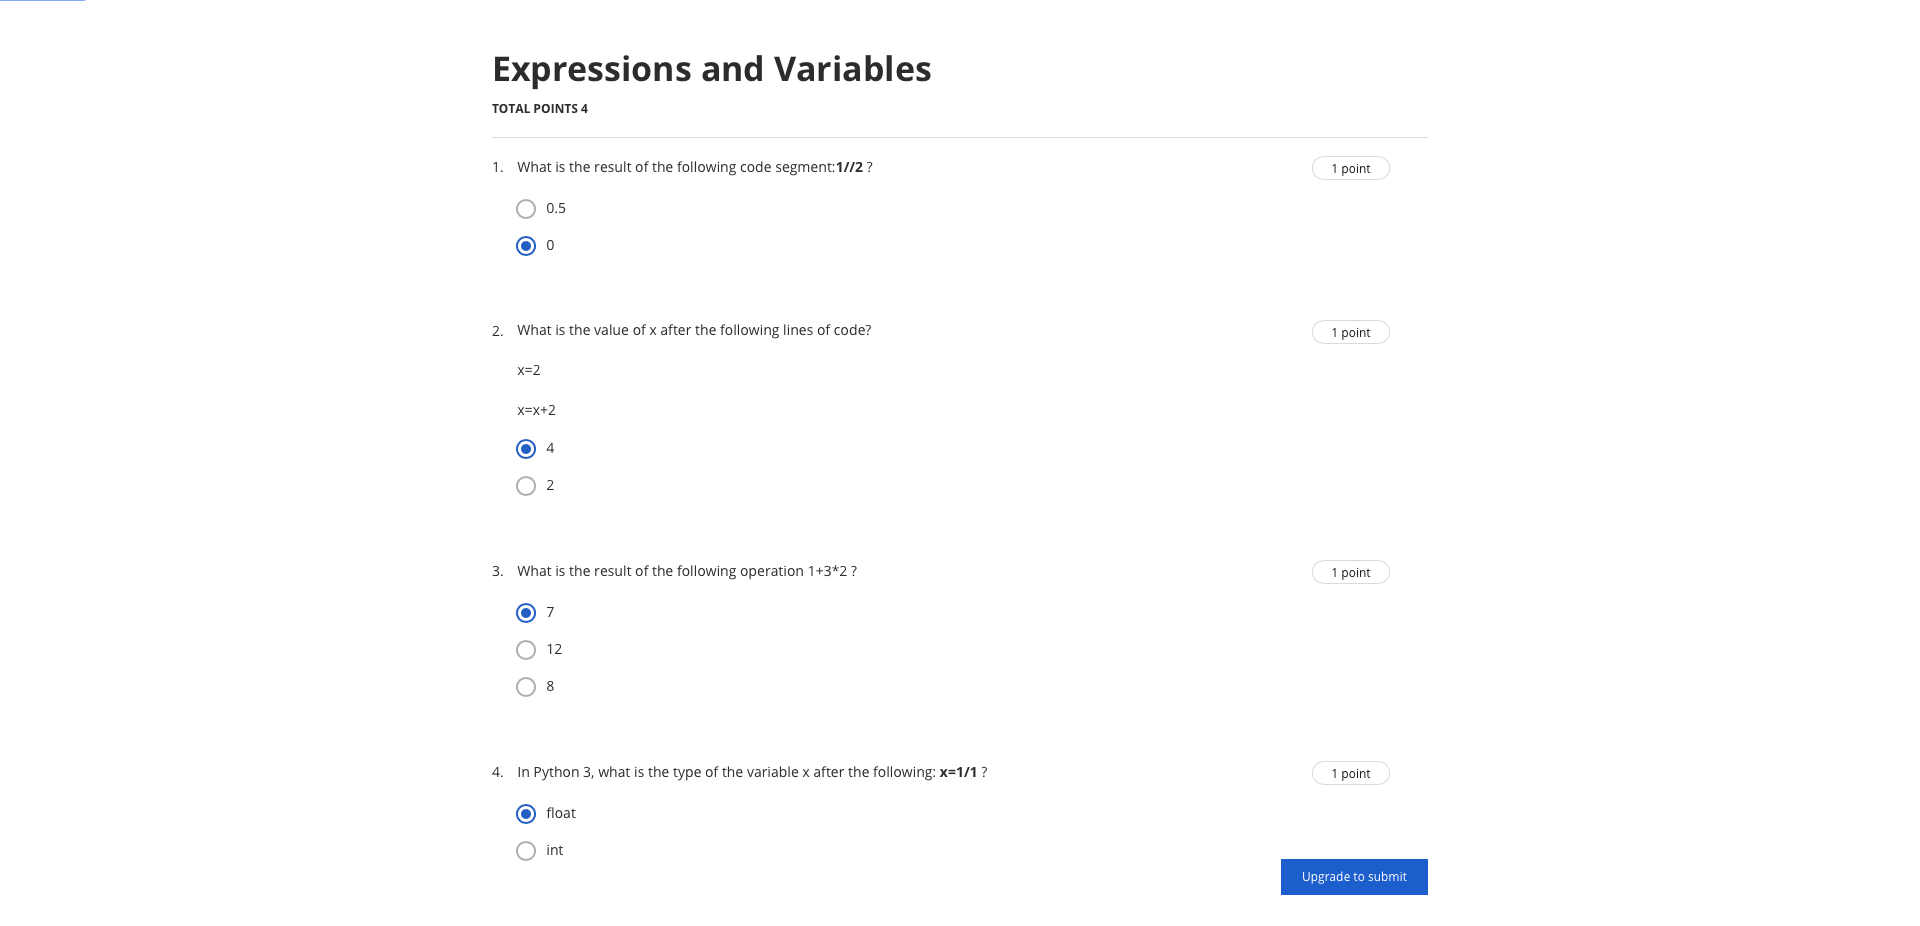 Expressions and Variables
TOTAL POINTS 4
1. What is the result of the following code segment:1//2 ? 1 point
0.5
0
2. What is the value of x after the following lines of code? 1 point
x=2
x=x+2
4
2
3. What is the result of the following operation 1+3*2 ? 1 point
7
12
8
4. In Python 3, what is the type of the variable x after the following: x=1/1 ? 1 point
float
int
Upgrade to submit